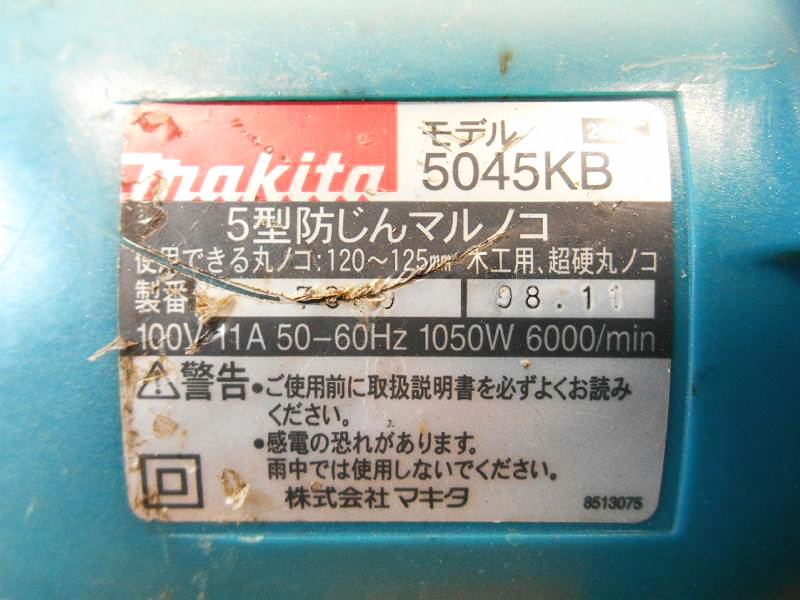 makita
モデル
5045KB
5型防じんマルノコ
使用できる丸ノコ:120～125mm 木工用、超硬丸ノコ
製番 98.11
100V 11A 50−60Hz 1050W 6000/min
⚠警告 •ご使用前に取扱説明書を必ずよくお読み
ください。
•感電の恐れがあります。
雨中では使用しないでください。
株式会社 マキタ
8513075